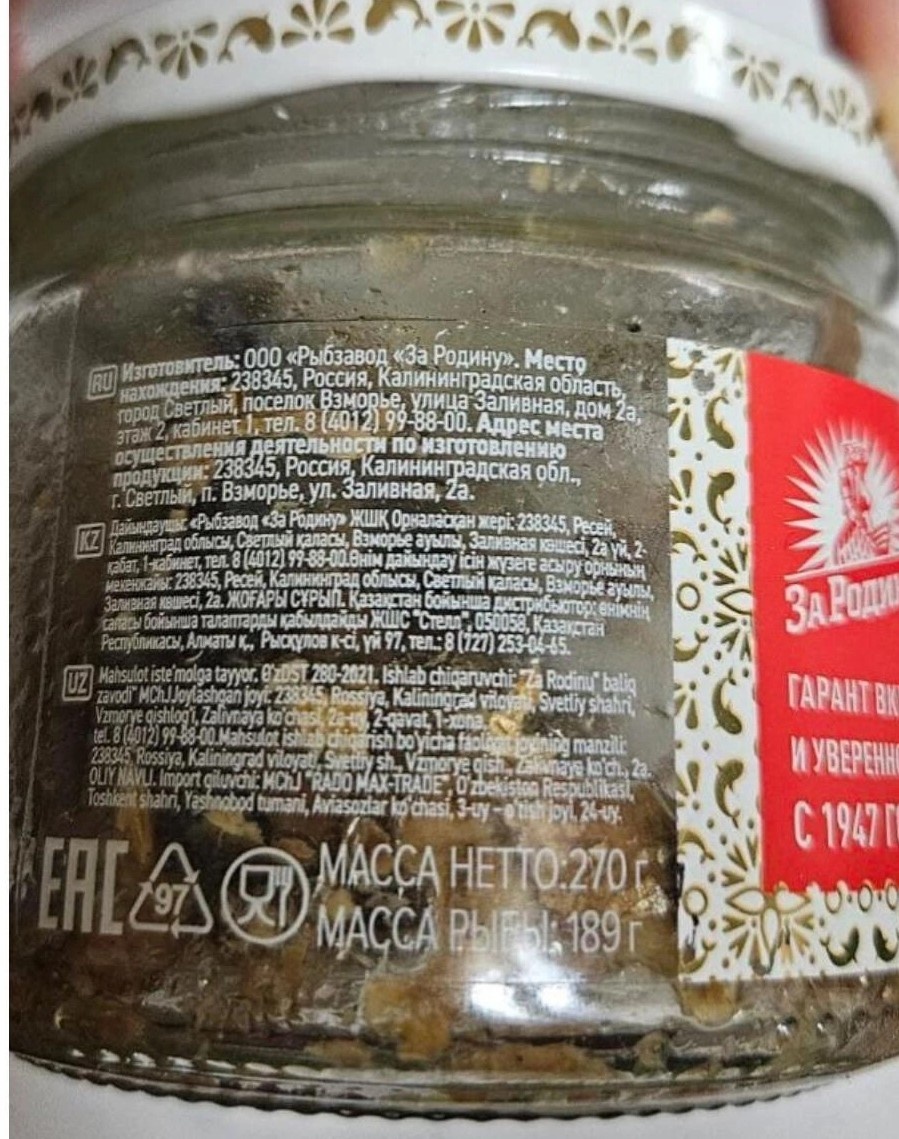 RU
Изготовитель: ООО «Рыбзавод «За Родину». Место
нахождения: 238345, Россия, Калининградская область,
город Светлый, поселок Взморье, улица Заливная, дом 2а,
этаж 2, кабинет 1, тел. 8 (4012) 99-88-00. Адрес места
осуществления деятельности по изготовлению
продукции: 238345, Россия, Калининградская обл.,
г. Светлый, п. Взморье, ул. Заливная, 2а.
KZ
Дайындаушы: «Рыбзавод «За Родину» ЖШҚ Орналасқан жері: 238345, Ресей,
Калининград облысы, Светлый қаласы, Взморье ауылы, Заливная көшесі, 2а үй, 2-
қабат, 1-кабинет, тел. 8 (4012) 99-88-00.Өнім дайындау ісін жүзеге асыру орнының
мекенжайы: 238345, Ресей, Калининград облысы, Светлый қаласы, Взморье ауылы,
Заливная көшесі, 2а. ЖОҒАРЫ СҰРЫП. Қазақстан бойынша дистрибьютор: өнімнің
сапасы бойынша талаптарды қабылдайды ЖШС "Стелл", 050058, Казақстан
Республикасы, Алматы қ., Рысқулов к-сі, үй 97, тел.: 8 (727) 253-04-65.
UZ
Mahsulot iste'molga tayyor. O'zDST 280-2021. Ishlab chiqaruvchi: "Za Rodinu" baliq
zavodi" MChJ.Joylashgan joyi: 238345, Rossiya, Kaliningrad viloyati, Svetliy shahri,
Vzmorye qishlog'i, Zalivnaya ko'chasi, 2a-uy, 2-qavat, 1-xona,
tel. 8 (4012) 99-88-00.Mahsulot ishlab chiqarish bo'yicha faoliyat joyining manzili:
238345, Rossiya, Kaliningrad viloyati, Svetliy sh., Vzmorye qish., Zalivnaya ko'ch., 2a.
OLIY NAVLI. Import qiluvchi: MChJ "RADO MAX-TRADE", O'zbekiston Respublikasi,
Toshkent shahri, Yashnobod tumani, Aviasozlar ko'chasi, 3-uy - o'tish joyi, 24-uy.
EAC
97
МАССА НЕТТО:270 г
МАССА РЫБЫ:189 г
ЗА РОДИ
ГАРАНТ ВК
И УВЕРЕНН
С 1947 Г